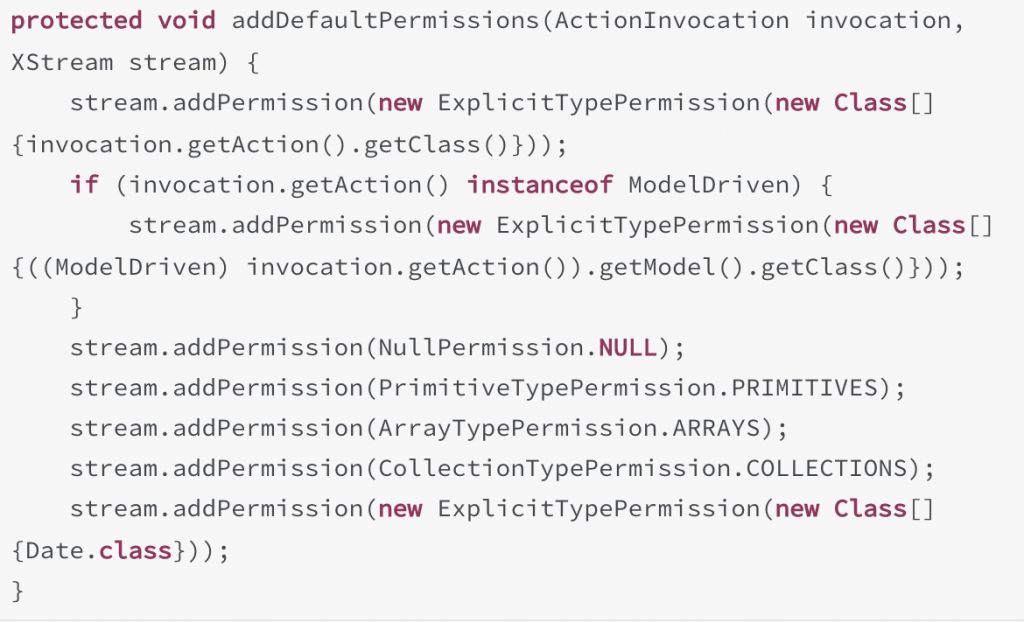 protected void addDefaultPermissions(ActionInvocation invocation,
XStream stream) {
    stream.addPermission(new ExplicitTypePermission(new Class[]
{invocation.getAction().getClass()}));
    if (invocation.getAction() instanceof ModelDriven) {
        stream.addPermission(new ExplicitTypePermission(new Class[]
{((ModelDriven) invocation.getAction()).getModel().getClass()}));
    }
    stream.addPermission(NullPermission.NULL);
    stream.addPermission(PrimitiveTypePermission.PRIMITIVES);
    stream.addPermission(ArrayTypePermission.ARRAYS);
    stream.addPermission(CollectionTypePermission.COLLECTIONS);
    stream.addPermission(new ExplicitTypePermission(new Class[]
{Date.class}));
}